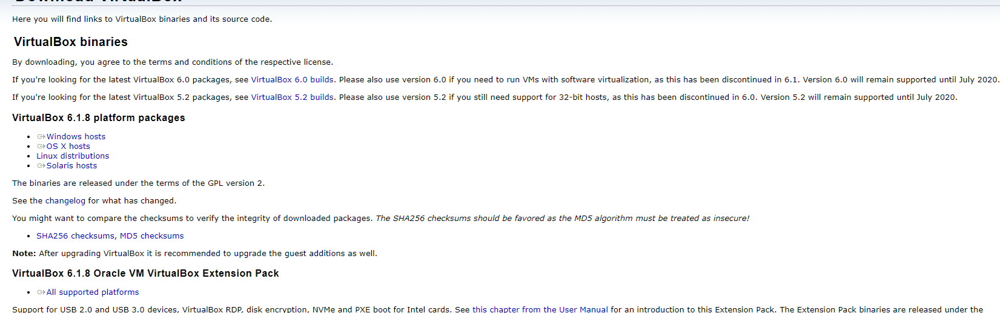 Download VirtualBox
Here you will find links to VirtualBox binaries and its source code.
VirtualBox binaries
By downloading, you agree to the terms and conditions of the respective license.
If you're looking for the latest VirtualBox 6.0 packages, see VirtualBox 6.0 builds. Please also use version 6.0 if you need to run VMs with software virtualization, as this has been discontinued in 6.1. Version 6.0 will remain supported until July 2020.
If you're looking for the latest VirtualBox 5.2 packages, see VirtualBox 5.2 builds. Please also use version 5.2 if you still need support for 32-bit hosts, as this has been discontinued in 6.0. Version 5.2 will remain supported until July 2020.
VirtualBox 6.1.8 platform packages
• Windows hosts
• OS X hosts
• Linux distributions
• Solaris hosts
The binaries are released under the terms of the GPL version 2.
See the changelog for what has changed.
You might want to compare the checksums to verify the integrity of downloaded packages. The SHA256 checksums should be favored as the MD5 algorithm must be treated as insecure!
• SHA256 checksums, MD5 checksums
Note: After upgrading VirtualBox it is recommended to upgrade the guest additions as well.
VirtualBox 6.1.8 Oracle VM VirtualBox Extension Pack
• All supported platforms
Support for USB 2.0 and USB 3.0 devices, VirtualBox RDP, disk encryption, NVMe and PXE boot for Intel cards. See this chapter from the User Manual for an introduction to this Extension Pack. The Extension Pack binaries are released under the